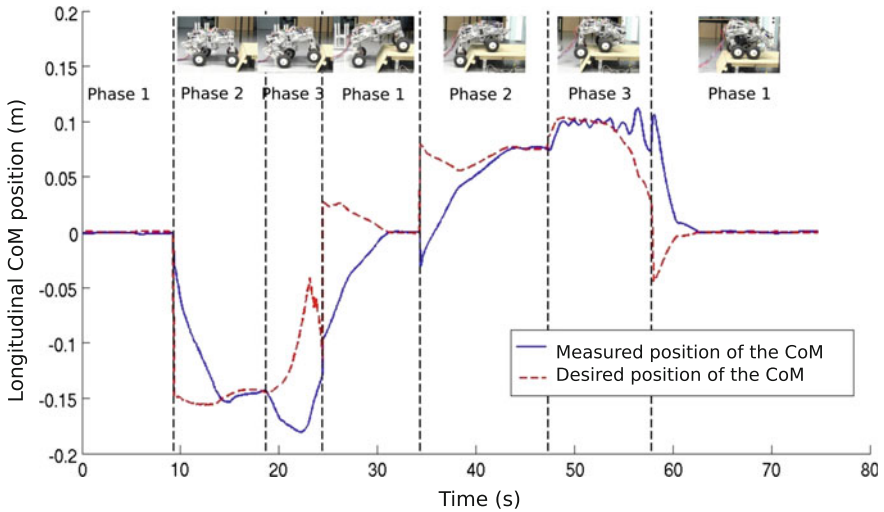 0.2
0.15
0.1
0.05
0
-0.05
-0.1
-0.15
-0.2
Longitudinal CoM position (m)
Phase 1
Phase 2
Phase 3
Phase 1
Phase 2
Phase 3
Phase 1
Measured position of the CoM
Desired position of the CoM
0
10
20
30
40
50
60
70
80
Time (s)